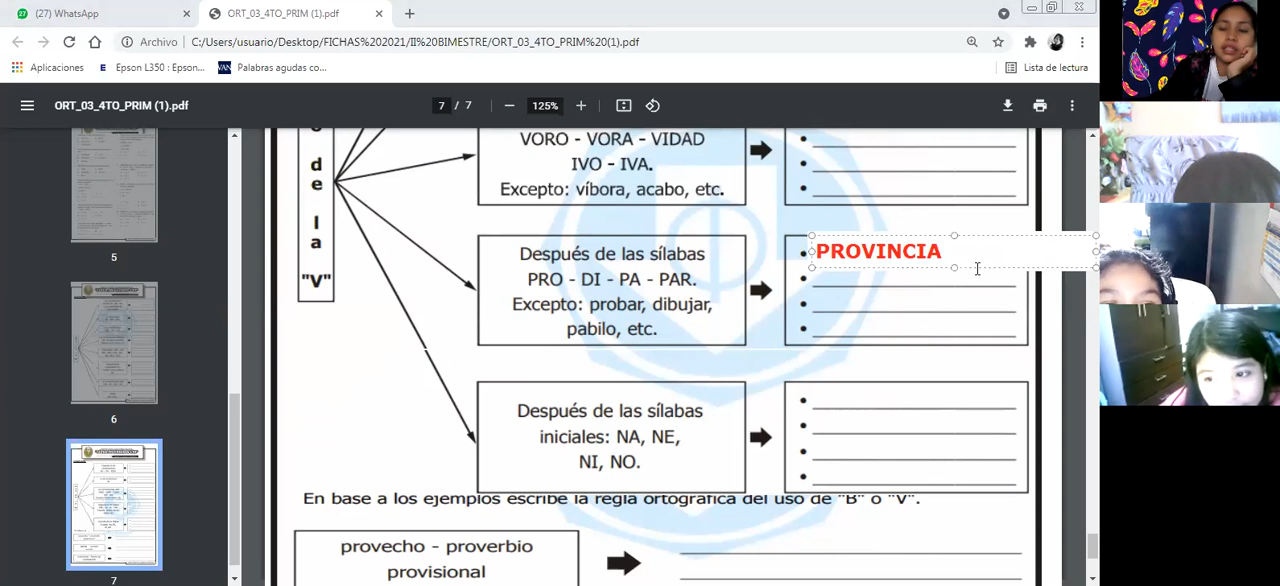 (27) WhatsApp
ORT_03_4TO_PRIM (1).pdf
Archivo
C:/Users/usuario/Desktop/FICHAS%202021/II%20BIMESTRE/ORT_03_4TO_PRIM%20(1).pdf
Aplicaciones
Epson L350 : Epson...
Palabras agudas co...
Lista de lectura
ORT_03_4TO_PRIM (1).pdf
7 / 7
125%
5
6
7
d
e
l
a
"V"
VORO - VORA - VIDAD
IVO - IVA.
Excepto: víbora, acabo, etc.
Después de las sílabas
PRO - DI - PA - PAR.
Excepto: probar, dibujar,
pabilo, etc.
PROVINCIA
Después de las sílabas
iniciales: NA, NE,
NI, NO.
En base a los ejemplos escribe la regla ortográfica del uso de "B" o "V".
provecho - proverbio
provisional